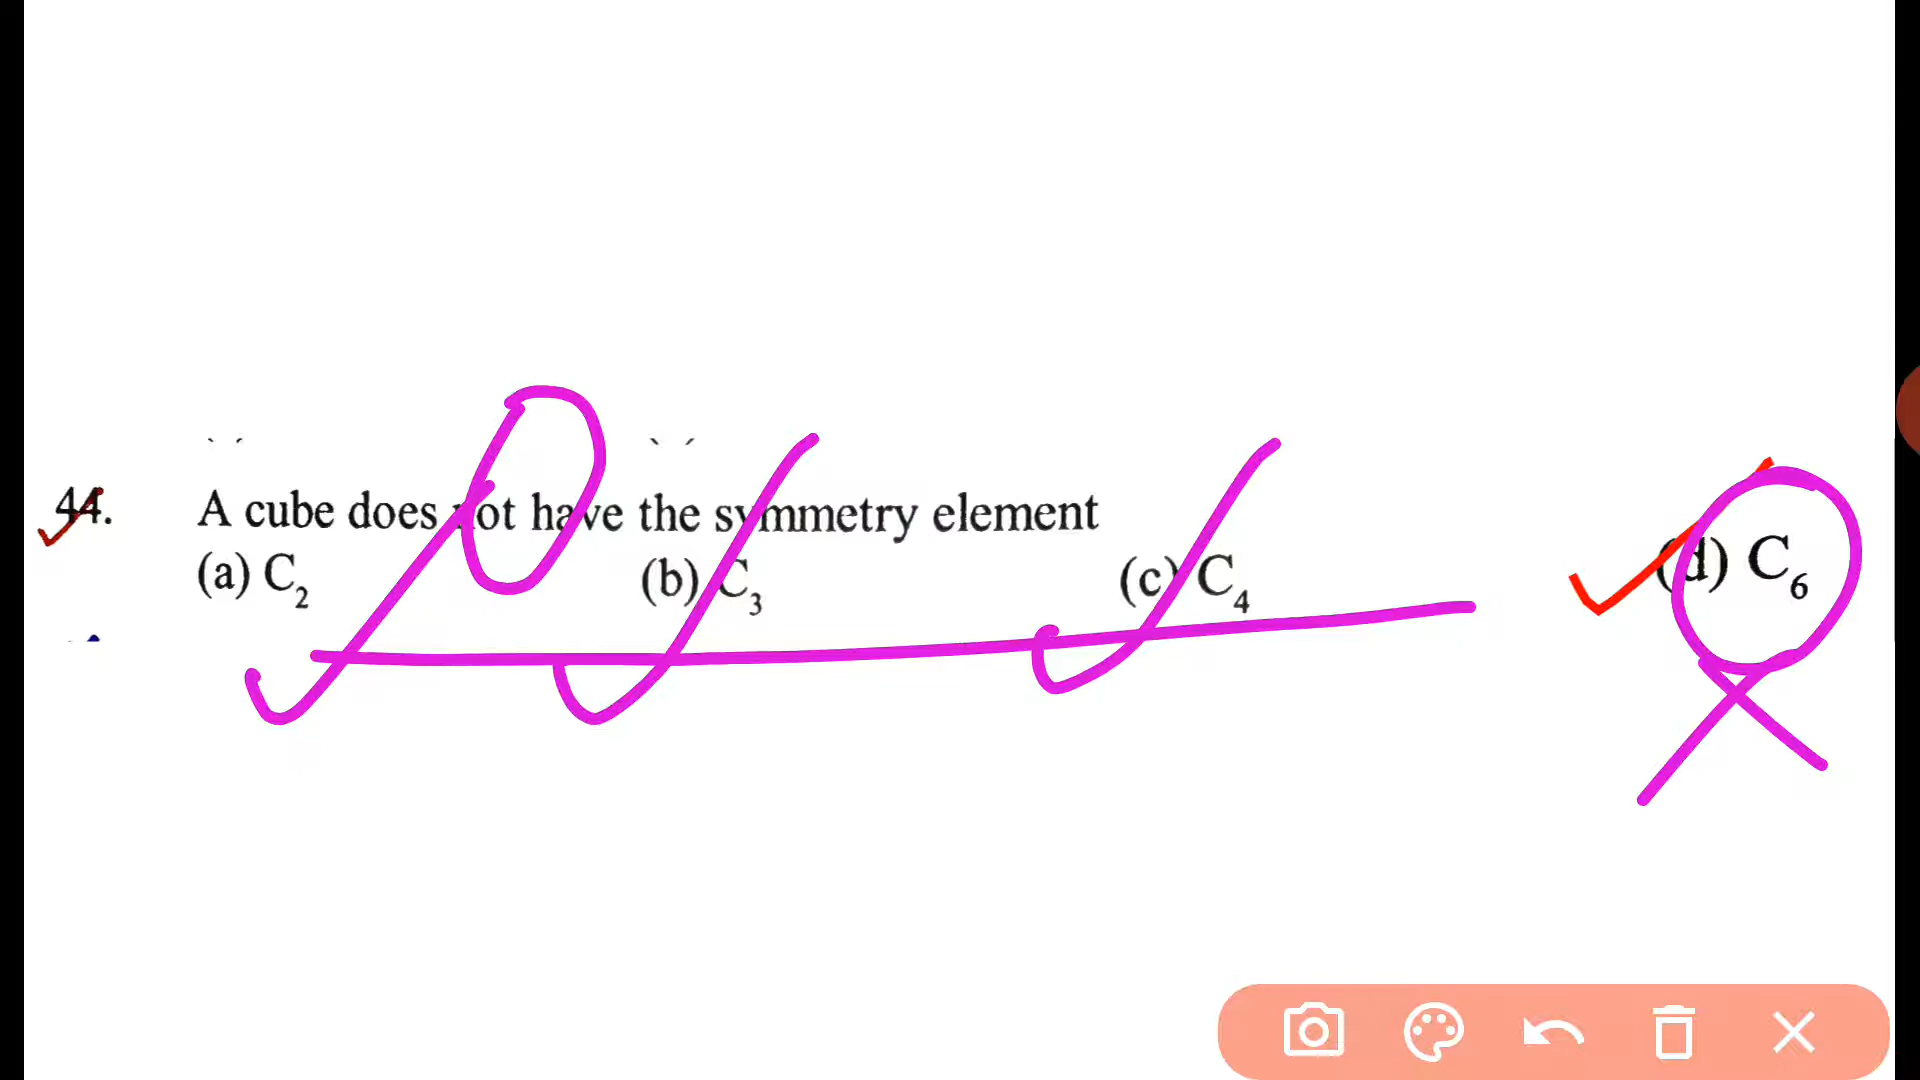 44. A cube does not have the symmetry element
(a) C₂ (b) C₃ (c) C₄ (d) C₆